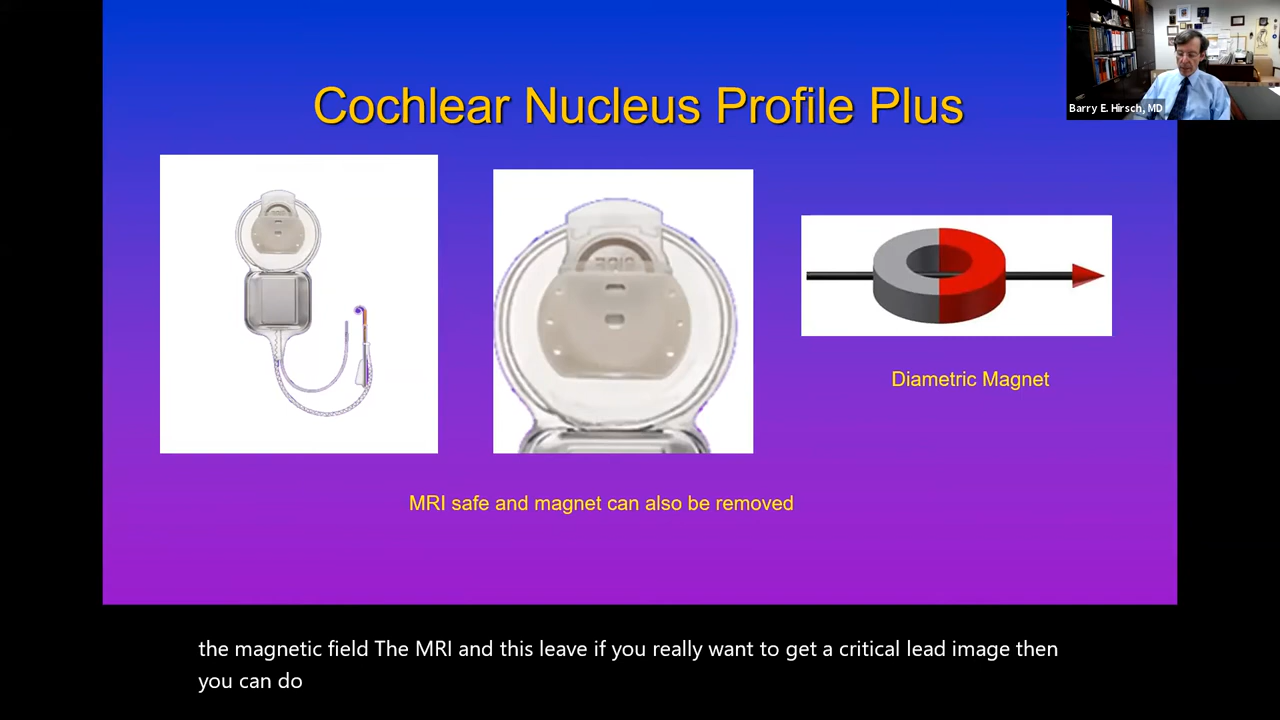 Cochlear Nucleus Profile Plus
Barry E. Hirsch, MD
Diametric Magnet
MRI safe and magnet can also be removed
the magnetic field The MRI and this leave if you really want to get a critical lead image then
you can do